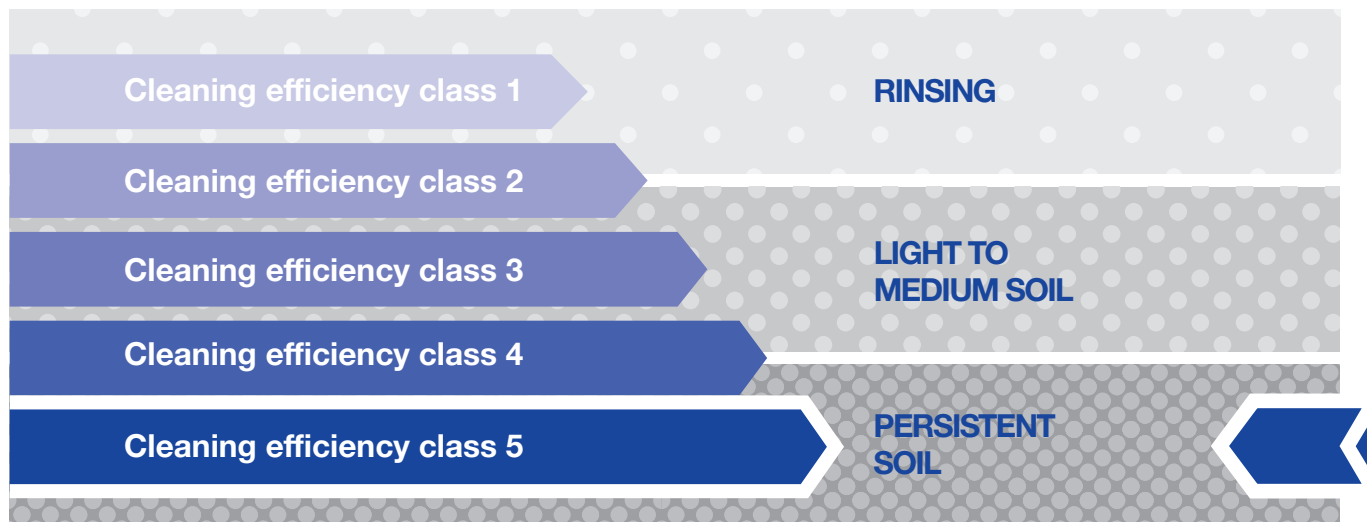 Cleaning efficiency class 1
RINSING
Cleaning efficiency class 2
Cleaning efficiency class 3
LIGHT TO
MEDIUM SOIL
Cleaning efficiency class 4
Cleaning efficiency class 5
PERSISTENT
SOIL